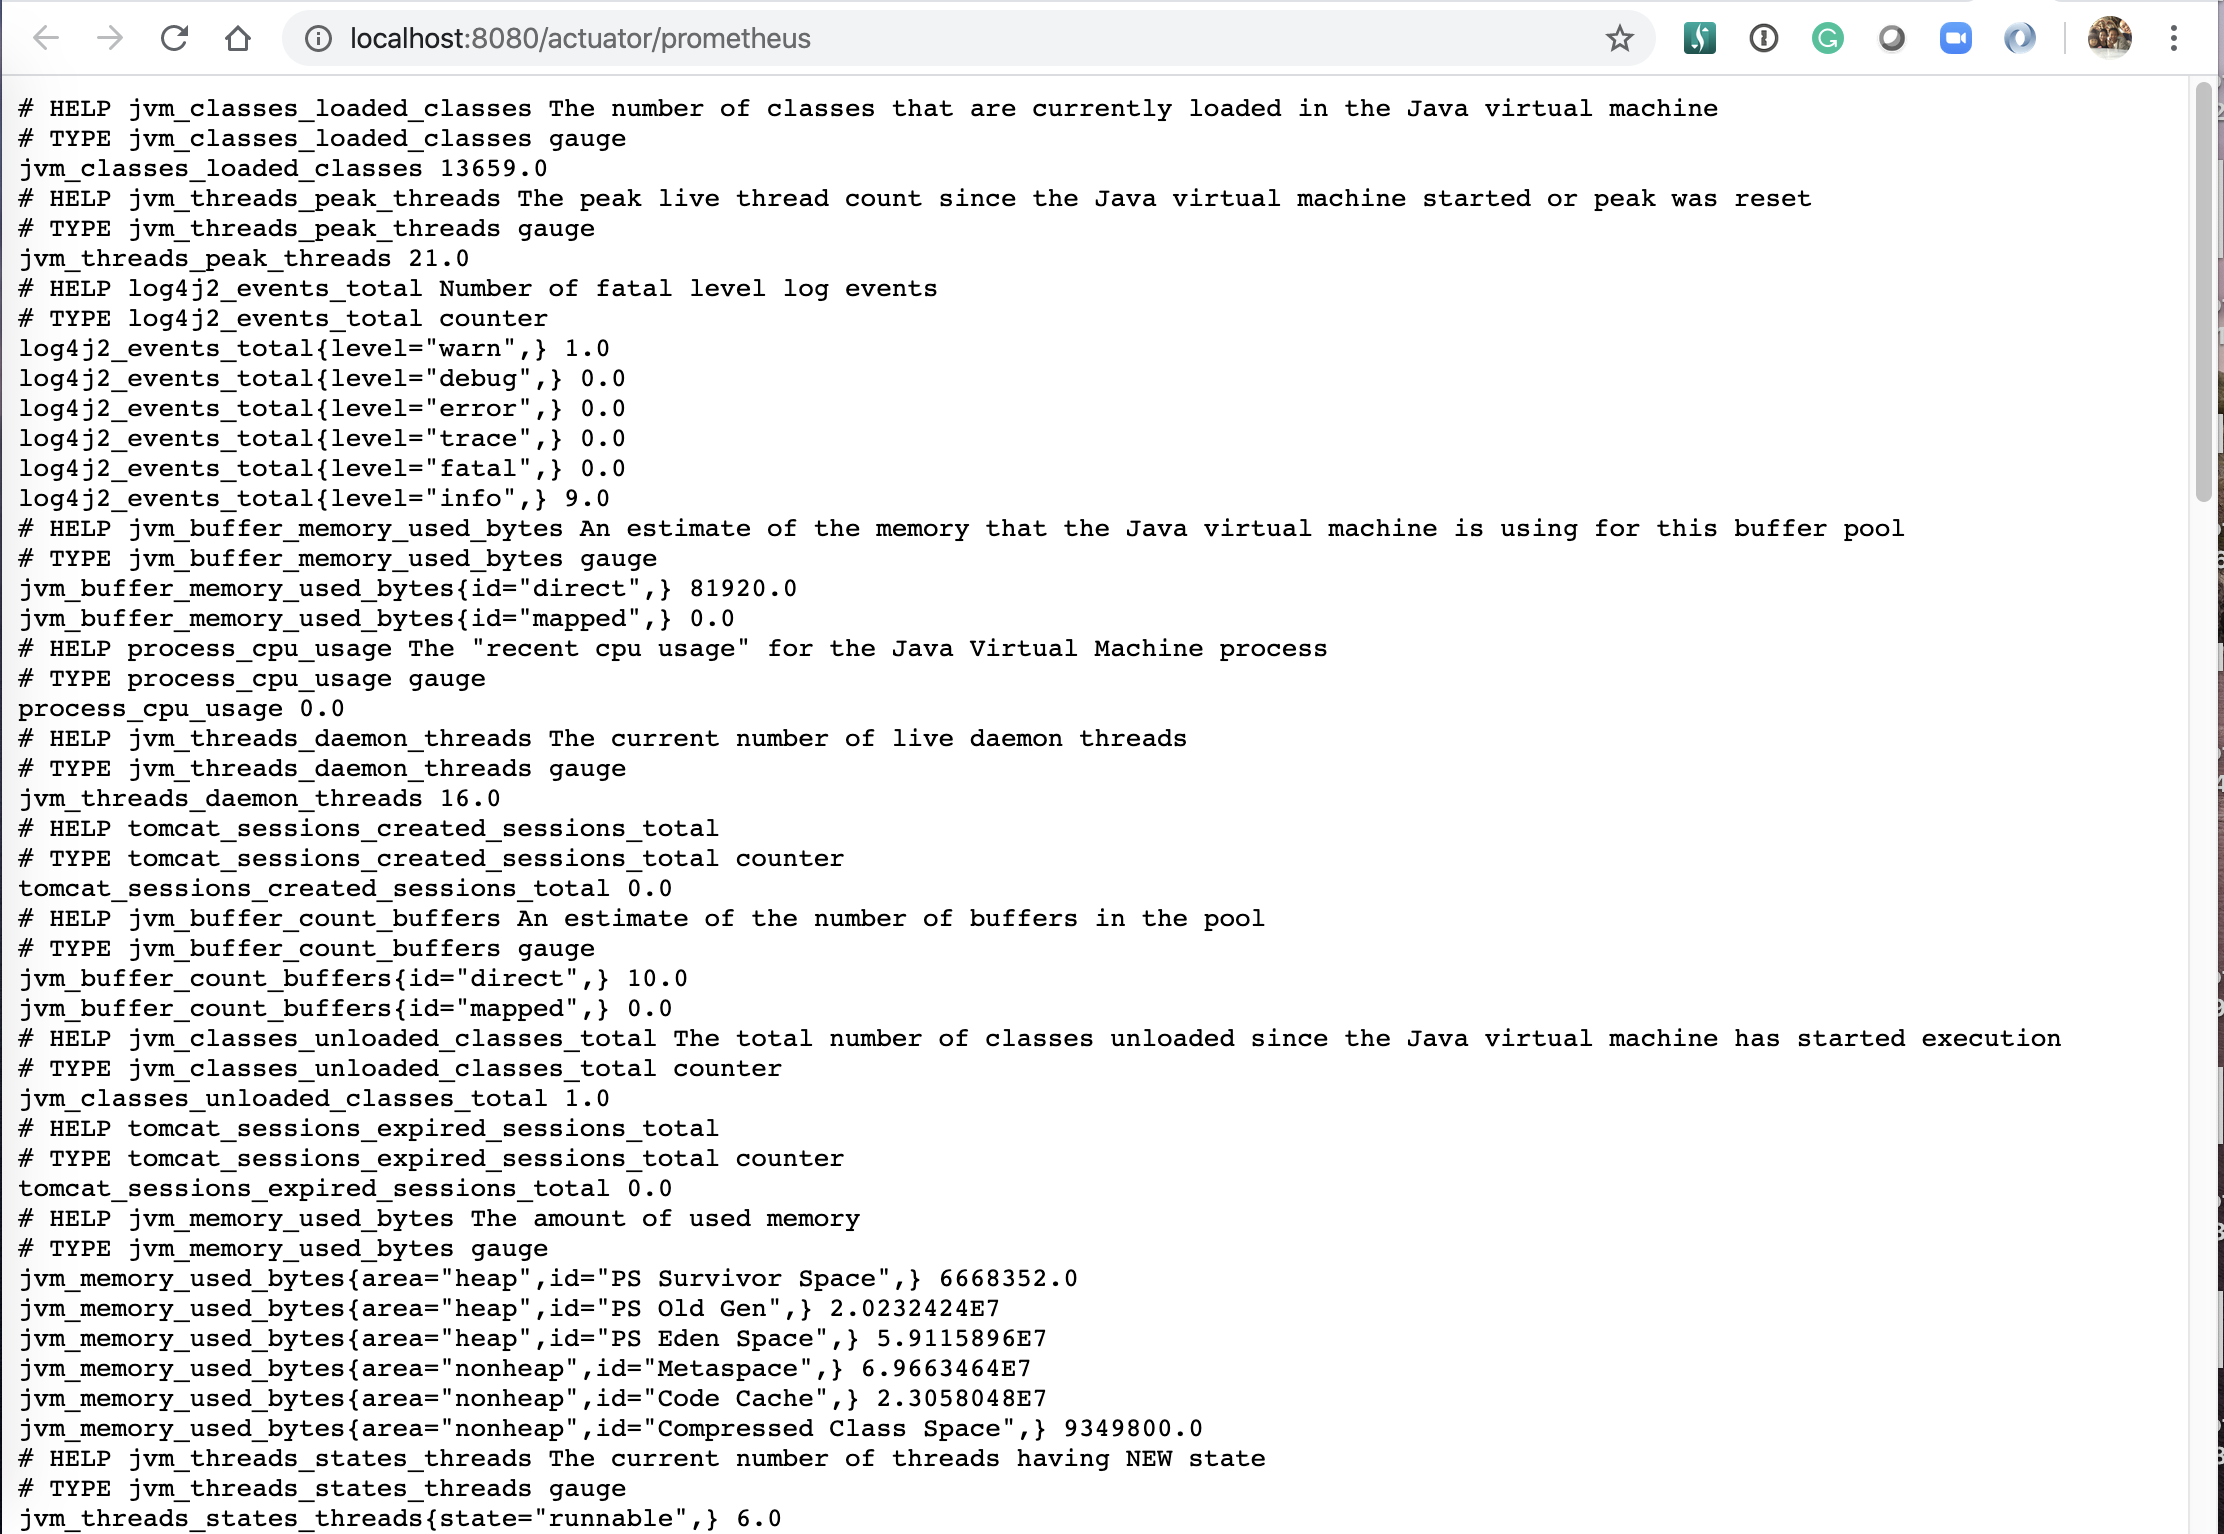 localhost:8080/actuator/prometheus
# HELP jvm_classes_loaded_classes The number of classes that are currently loaded in the Java virtual machine
# TYPE jvm_classes_loaded_classes gauge
jvm_classes_loaded_classes 13659.0
# HELP jvm_threads_peak_threads The peak live thread count since the Java virtual machine started or peak was reset
# TYPE jvm_threads_peak_threads gauge
jvm_threads_peak_threads 21.0
# HELP log4j2_events_total Number of fatal level log events
# TYPE log4j2_events_total counter
log4j2_events_total{level="warn",} 1.0
log4j2_events_total{level="debug",} 0.0
log4j2_events_total{level="error",} 0.0
log4j2_events_total{level="trace",} 0.0
log4j2_events_total{level="fatal",} 0.0
log4j2_events_total{level="info",} 9.0
# HELP jvm_buffer_memory_used_bytes An estimate of the memory that the Java virtual machine is using for this buffer pool
# TYPE jvm_buffer_memory_used_bytes gauge
jvm_buffer_memory_used_bytes{id="direct",} 81920.0
jvm_buffer_memory_used_bytes{id="mapped",} 0.0
# HELP process_cpu_usage The "recent cpu usage" for the Java Virtual Machine process
# TYPE process_cpu_usage gauge
process_cpu_usage 0.0
# HELP jvm_threads_daemon_threads The current number of live daemon threads
# TYPE jvm_threads_daemon_threads gauge
jvm_threads_daemon_threads 16.0
# HELP tomcat_sessions_created_sessions_total
# TYPE tomcat_sessions_created_sessions_total counter
tomcat_sessions_created_sessions_total 0.0
# HELP jvm_buffer_count_buffers An estimate of the number of buffers in the pool
# TYPE jvm_buffer_count_buffers gauge
jvm_buffer_count_buffers{id="direct",} 10.0
jvm_buffer_count_buffers{id="mapped",} 0.0
# HELP jvm_classes_unloaded_classes_total The total number of classes unloaded since the Java virtual machine has started execution
# TYPE jvm_classes_unloaded_classes_total counter
jvm_classes_unloaded_classes_total 1.0
# HELP tomcat_sessions_expired_sessions_total
# TYPE tomcat_sessions_expired_sessions_total counter
tomcat_sessions_expired_sessions_total 0.0
# HELP jvm_memory_used_bytes The amount of used memory
# TYPE jvm_memory_used_bytes gauge
jvm_memory_used_bytes{area="heap",id="PS Survivor Space",} 6668352.0
jvm_memory_used_bytes{area="heap",id="PS Old Gen",} 2.0232424E7
jvm_memory_used_bytes{area="heap",id="PS Eden Space",} 5.9115896E7
jvm_memory_used_bytes{area="nonheap",id="Metaspace",} 6.9663464E7
jvm_memory_used_bytes{area="nonheap",id="Code Cache",} 2.3058048E7
jvm_memory_used_bytes{area="nonheap",id="Compressed Class Space",} 9349800.0
# HELP jvm_threads_states_threads The current number of threads having NEW state
# TYPE jvm_threads_states_threads gauge
jvm_threads_states_threads{state="runnable",} 6.0